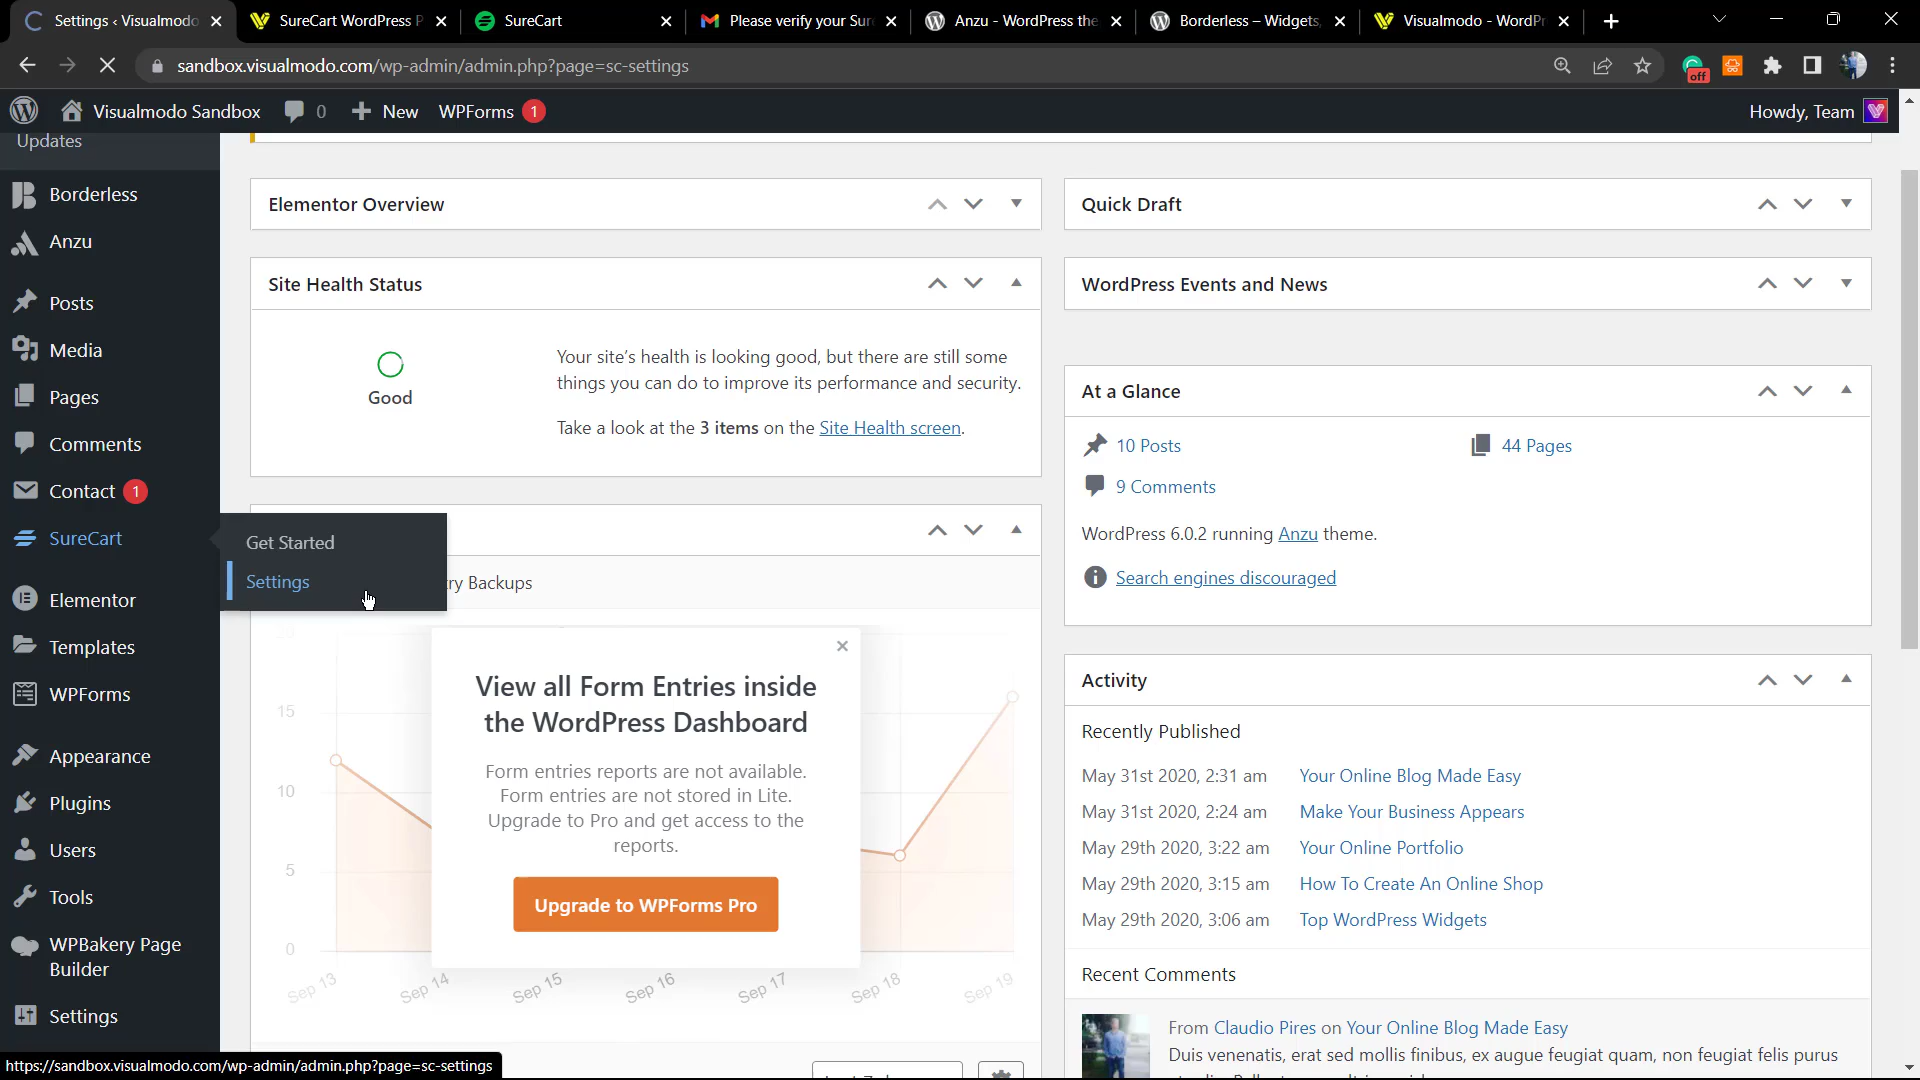 Settings ‹ Visualmodo
SureCart WordPress P
SureCart
Please verify your Sur
Anzu - WordPress the
Borderless – Widgets,
Visualmodo - WordPr
sandbox.visualmodo.com/wp-admin/admin.php?page=sc-settings
off
Visualmodo Sandbox
0
New
WPForms 1
Howdy, Team
Updates
Borderless
Anzu
Posts
Media
Pages
Comments
Contact 1
SureCart
Elementor
Templates
WPForms
Appearance
Plugins
Users
Tools
WPBakery Page
Builder
Settings
Get Started
Settings
Elementor Overview
Site Health Status
Good
Your site's health is looking good, but there are still some
things you can do to improve its performance and security.
Take a look at the 3 items on the Site Health screen.
ry Backups
15
10
5
0
Sep 13
Sep 14
Sep 15
Sep 16
Sep 17
Sep 18
Sep 19
View all Form Entries inside
the WordPress Dashboard
Form entries reports are not available.
Form entries are not stored in Lite.
Upgrade to Pro and get access to the
reports.
Upgrade to WPForms Pro
Quick Draft
WordPress Events and News
At a Glance
10 Posts
44 Pages
9 Comments
WordPress 6.0.2 running Anzu theme.
Search engines discouraged
Activity
Recently Published
May 31st 2020, 2:31 am Your Online Blog Made Easy
May 31st 2020, 2:24 am Make Your Business Appears
May 29th 2020, 3:22 am Your Online Portfolio
May 29th 2020, 3:15 am How To Create An Online Shop
May 29th 2020, 3:06 am Top WordPress Widgets
Recent Comments
From Claudio Pires on Your Online Blog Made Easy
Duis venenatis, erat sed mollis finibus, ex augue feugiat quam, non feugiat felis purus
https://sandbox.visualmodo.com/wp-admin/admin.php?page=sc-settings